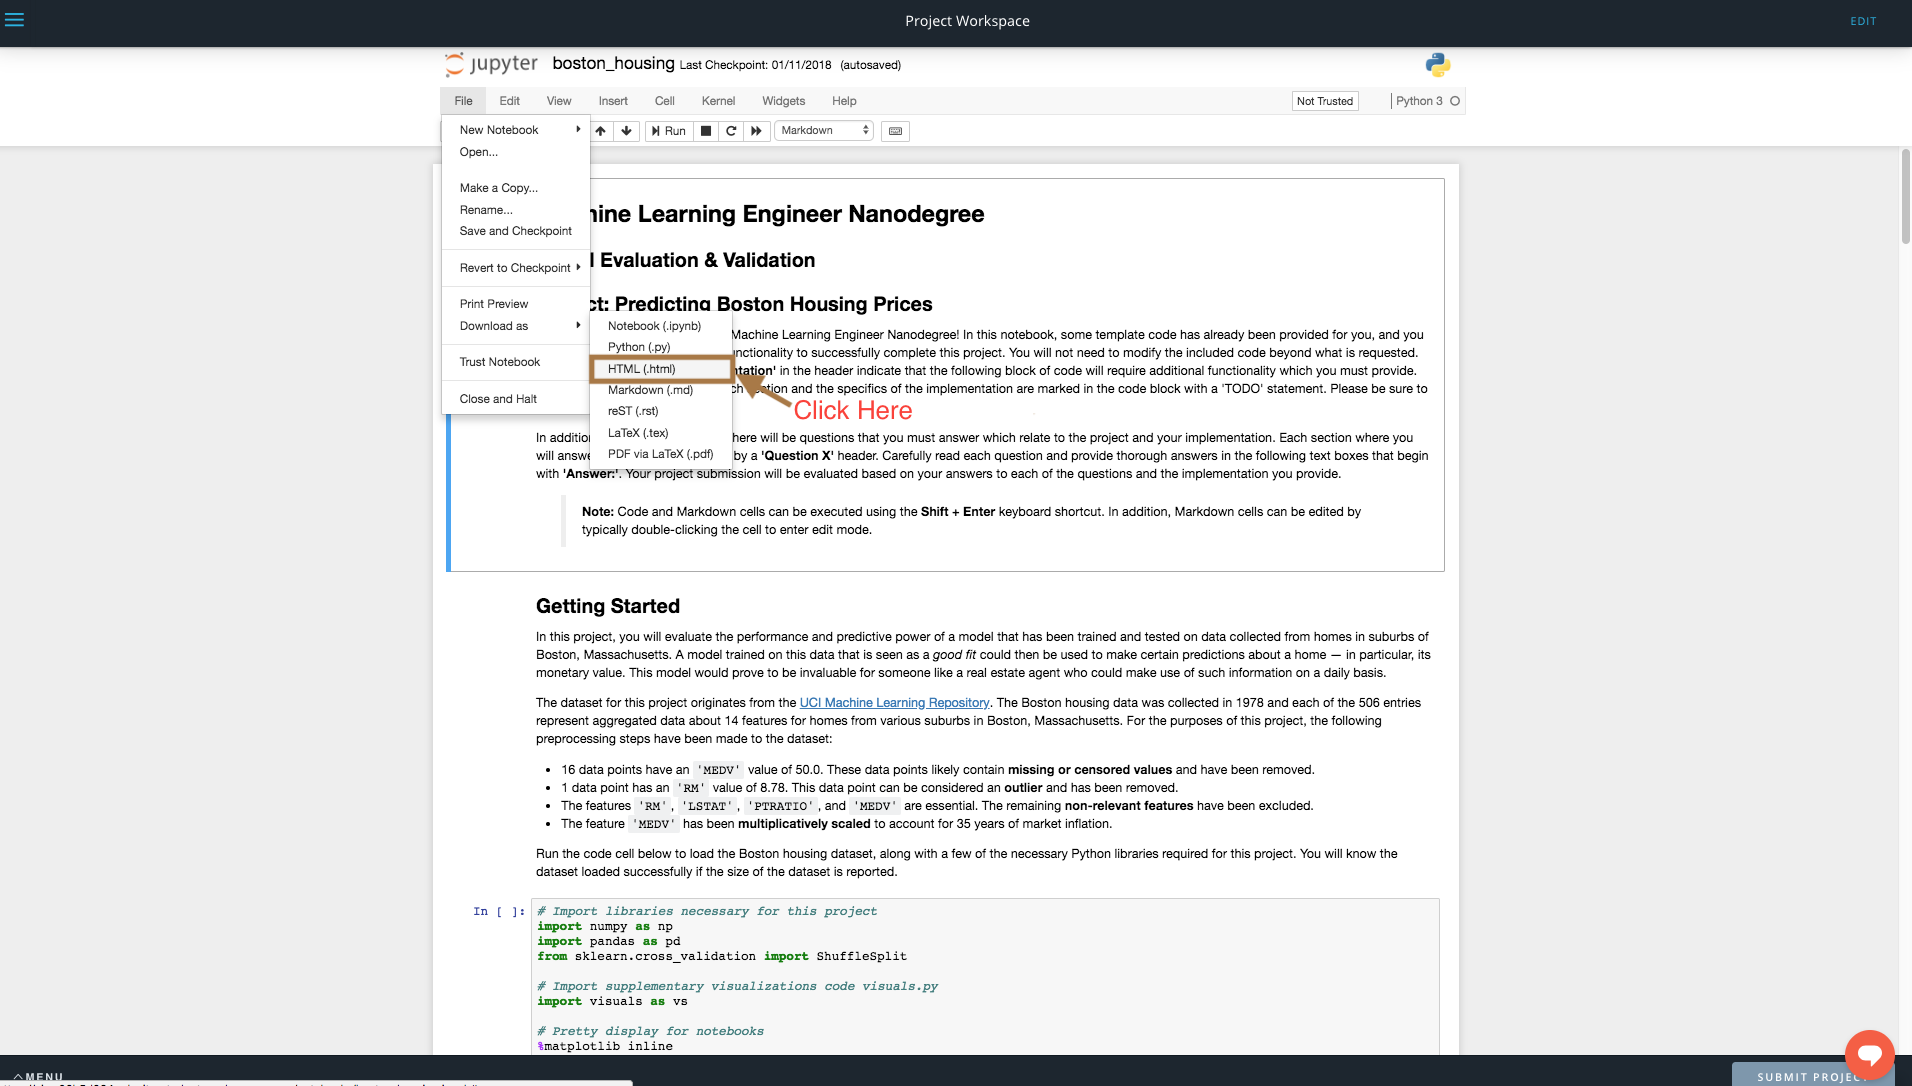 Project Workspace
EDIT
jupyter boston_housing Last Checkpoint: 01/11/2018 (autosaved)
File Edit View Insert Cell Kernel Widgets Help
Not Trusted
Python 3
New Notebook
Open...
Make a Copy...
Rename...
Save and Checkpoint
Revert to Checkpoint
Print Preview
Download as
Trust Notebook
Close and Halt
Run
Markdown
Notebook (.ipynb)
Python (.py)
HTML (.html)
Markdown (.md)
reST (.rst)
LaTeX (.tex)
PDF via LaTeX (.pdf)
Click Here
Learning Engineer Nanodegree
Evaluation & Validation
Predicting Boston Housing Prices
Machine Learning Engineer Nanodegree! In this notebook, some template code has already been provided for you, and you
to successfully complete this project. You will not need to modify the included code beyond what is requested.
in the header indicate that the following block of code will require additional functionality which you must provide.
and the specifics of the implementation are marked in the code block with a 'TODO' statement. Please be sure to
In
there will be questions that you must answer which relate to the project and your implementation. Each section where you
will
by a 'Question X' header. Carefully read each question and provide thorough answers in the following text boxes that begin
with 'Answer:'. Your project submission will be evaluated based on your answers to each of the questions and the implementation you provide.
Note: Code and Markdown cells can be executed using the Shift + Enter keyboard shortcut. In addition, Markdown cells can be edited by
typically double-clicking the cell to enter edit mode.
Getting Started
In this project, you will evaluate the performance and predictive power of a model that has been trained and tested on data collected from homes in suburbs of
Boston, Massachusetts. A model trained on this data that is seen as a good fit could then be used to make certain predictions about a home — in particular, its
monetary value. This model would prove to be invaluable for someone like a real estate agent who could make use of such information on a daily basis.
The dataset for this project originates from the UCI Machine Learning Repository. The Boston housing data was collected in 1978 and each of the 506 entries
represent aggregated data about 14 features for homes from various suburbs in Boston, Massachusetts. For the purposes of this project, the following
preprocessing steps have been made to the dataset:
• 16 data points have an 'MEDV' value of 50.0. These data points likely contain missing or censored values and have been removed.
• 1 data point has an 'RM' value of 8.78. This data point can be considered an outlier and has been removed.
• The features 'RM', 'LSTAT', 'PTRATIO', and 'MEDV' are essential. The remaining non-relevant features have been excluded.
• The feature 'MEDV' has been multiplicatively scaled to account for 35 years of market inflation.
Run the code cell below to load the Boston housing dataset, along with a few of the necessary Python libraries required for this project. You will know the
dataset loaded successfully if the size of the dataset is reported.
In [ ]:
# Import libraries necessary for this project
import numpy as np
import pandas as pd
from sklearn.cross_validation import ShuffleSplit
# Import supplementary visualizations code visuals.py
import visuals as vs
# Pretty display for notebooks
%matplotlib inline
MENU
SUBMIT PROJECT